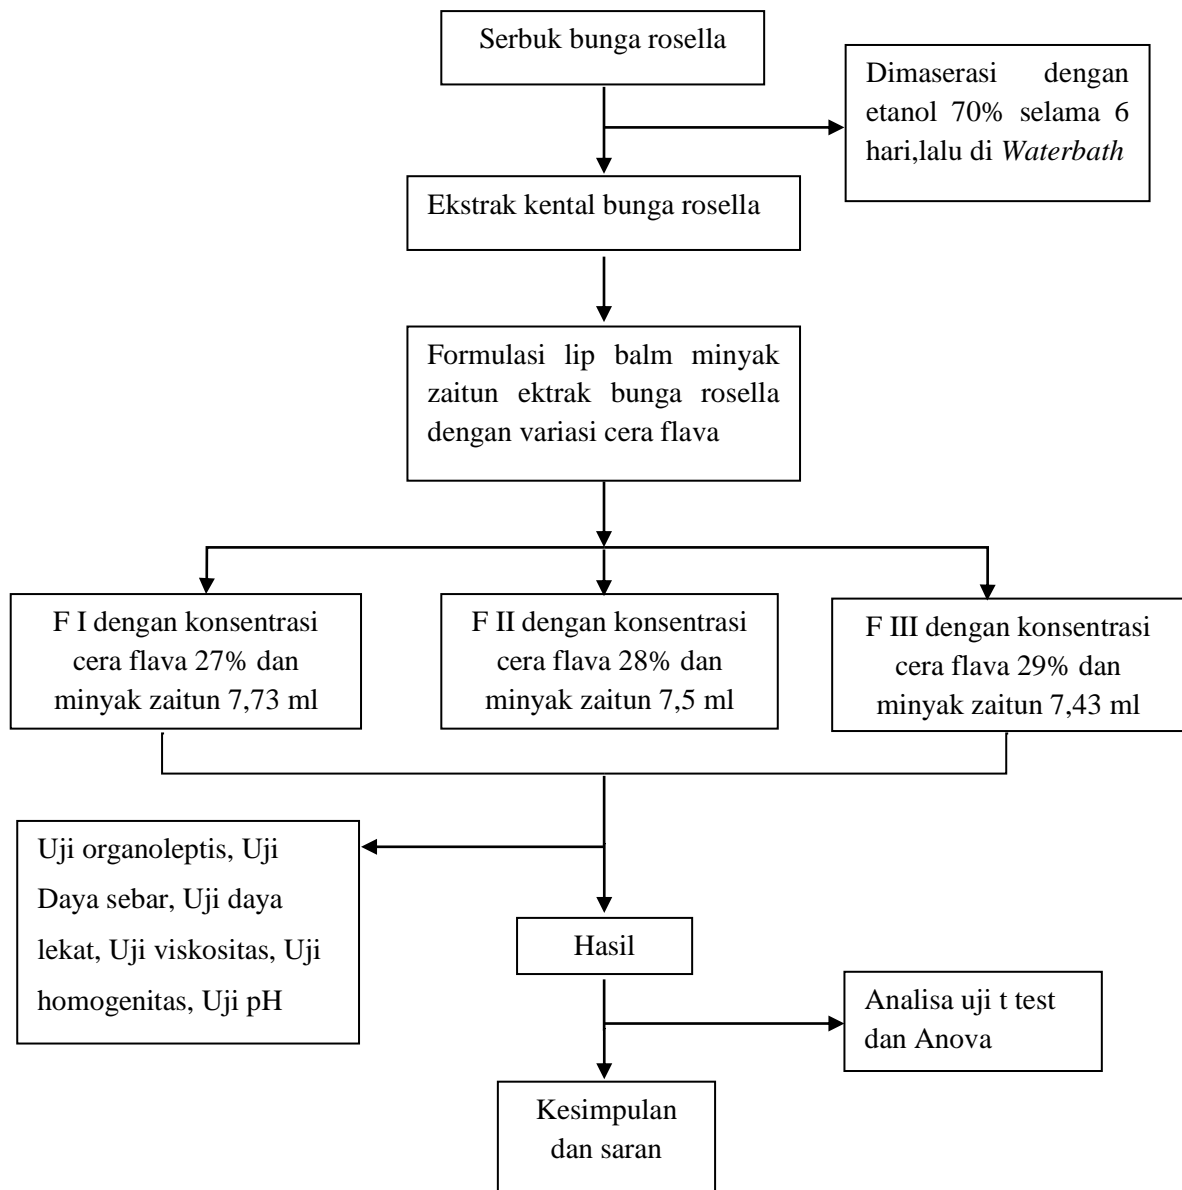 Serbuk bunga rosella
Dimaserasi dengan
etanol 70% selama 6
hari,lalu di Waterbath
Ekstrak kental bunga rosella
Formulasi lip balm minyak
zaitun ektrak bunga rosella
dengan variasi cera flava
F I dengan konsentrasi
cera flava 27% dan
minyak zaitun 7,73 ml
F II dengan konsentrasi
cera flava 28% dan
minyak zaitun 7,5 ml
F III dengan konsentrasi
cera flava 29% dan
minyak zaitun 7,43 ml
Uji organoleptis, Uji
Daya sebar, Uji daya
lekat, Uji viskositas, Uji
homogenitas, Uji pH
Hasil
Analisa uji t test
dan Anova
Kesimpulan
dan saran